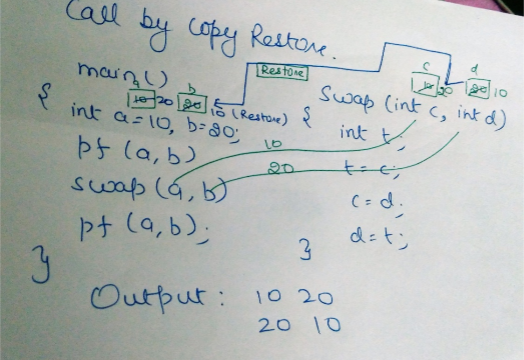 Call by Copy Restore.
Restore
c d
10 20 20 10
main()
a b
10 20 20 10 (Restore)
swap (int c, int d)
{ int a=10, b=20;
{ int t;
pf (a,b)
10
t = c;
20
swap (a, b)
c = d;
pf (a,b);
d = t;
}
}
Output: 10 20
20 10